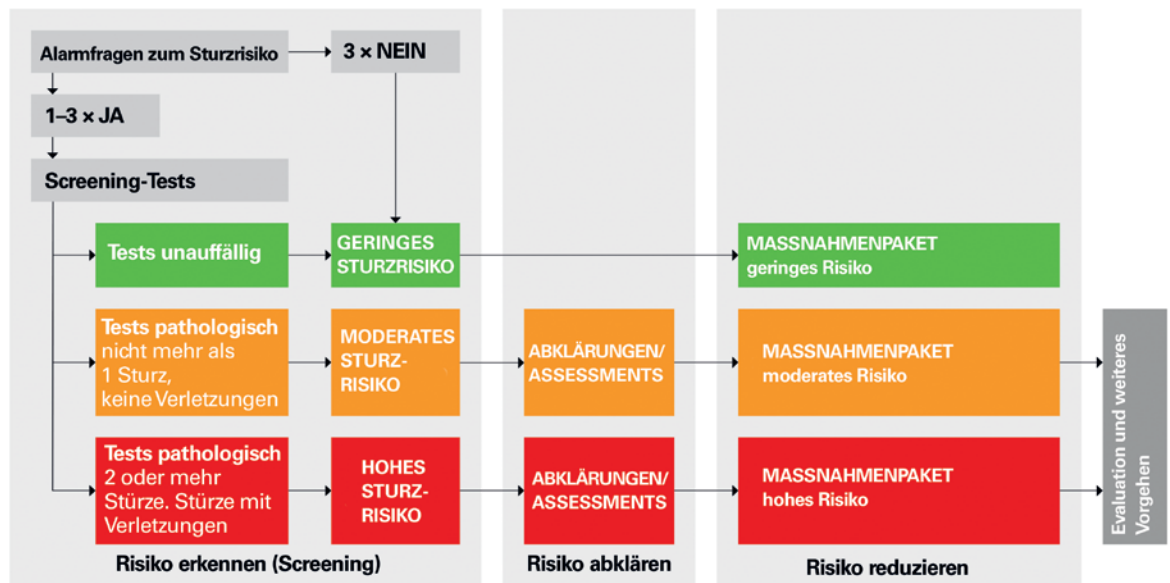 Alarmfragen zum Sturzrisiko
3 × NEIN
1–3 × JA
Screening-Tests
Tests unauffällig
GERINGES
STURZRISIKO
MASSNAHMENPAKET
geringes Risiko
Tests pathologisch
nicht mehr als
1 Sturz,
keine Verletzungen
MODERATES
STURZ-
RISIKO
ABKLÄRUNGEN/
ASSESSMENTS
MASSNAHMENPAKET
moderates Risiko
Tests pathologisch
2 oder mehr
Stürze. Stürze mit
Verletzungen
HOHES
STURZ-
RISIKO
ABKLÄRUNGEN/
ASSESSMENTS
MASSNAHMENPAKET
hohes Risiko
Evaluation und weiteres
Vorgehen
Risiko erkennen (Screening)
Risiko abklären
Risiko reduzieren